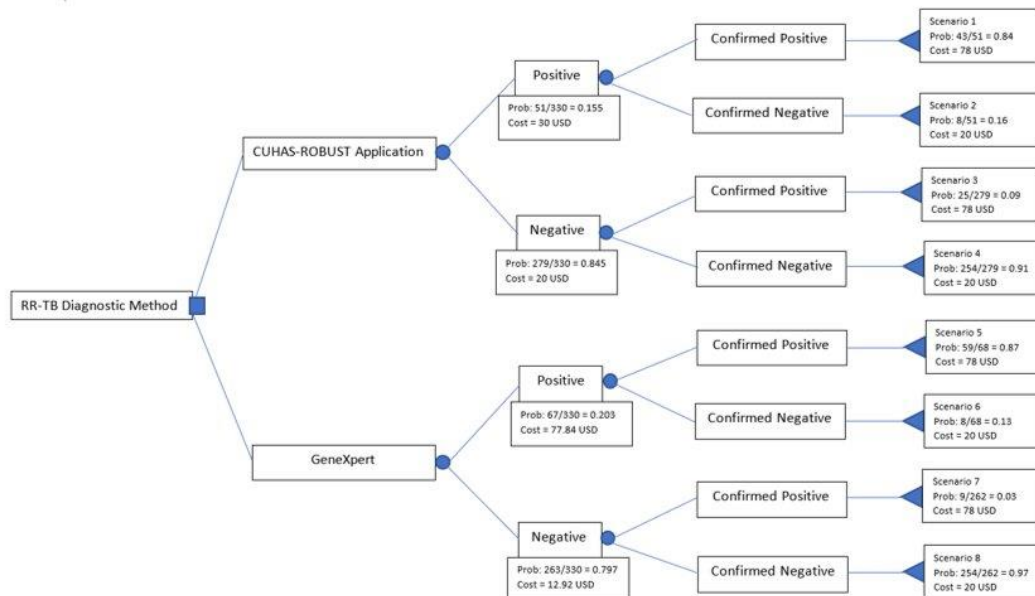 RR-TB Diagnostic Method
CUHAS-ROBUST Application
Positive
Prob: 51/330 = 0.155
Cost = 30 USD
Confirmed Positive
Scenario 1
Prob: 43/51 = 0.84
Cost = 78 USD
Confirmed Negative
Scenario 2
Prob: 8/51 = 0.16
Cost = 20 USD
Negative
Prob: 279/330 = 0.845
Cost = 20 USD
Confirmed Positive
Scenario 3
Prob: 25/279 = 0.09
Cost = 78 USD
Confirmed Negative
Scenario 4
Prob: 254/279 = 0.91
Cost = 20 USD
GeneXpert
Positive
Prob: 67/330 = 0.203
Cost = 77.84 USD
Confirmed Positive
Scenario 5
Prob: 59/68 = 0.87
Cost = 78 USD
Confirmed Negative
Scenario 6
Prob: 8/68 = 0.13
Cost = 20 USD
Negative
Prob: 263/330 = 0.797
Cost = 12.92 USD
Confirmed Positive
Scenario 7
Prob: 9/262 = 0.03
Cost = 78 USD
Confirmed Negative
Scenario 8
Prob: 254/262 = 0.97
Cost = 20 USD